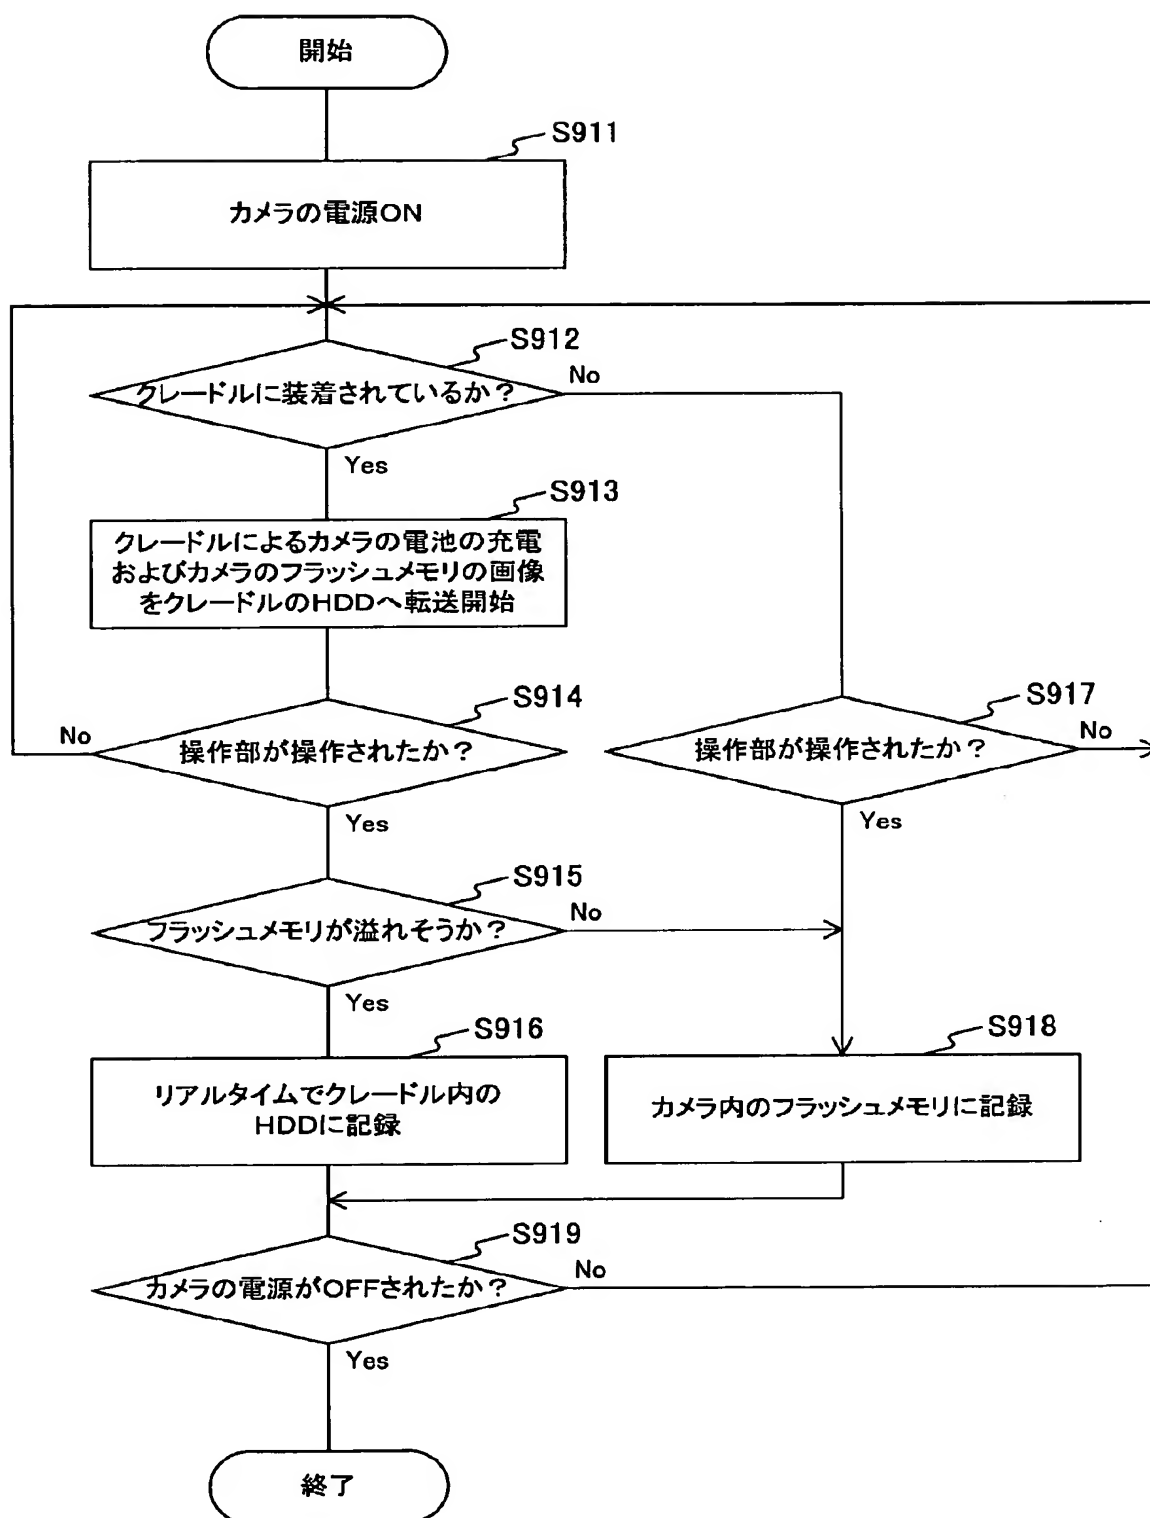 開始
S911
カメラの電源ON
S912
クレードルに装着されているか？
No
Yes
S913
クレードルによるカメラの電池の充電
およびカメラのフラッシュメモリの画像
をクレードルのHDDへ転送開始
S914
操作部が操作されたか？
No
Yes
S917
操作部が操作されたか？
No
Yes
S915
フラッシュメモリが溢れそうか？
No
Yes
S916
リアルタイムでクレードル内の
HDDに記録
S918
カメラ内のフラッシュメモリに記録
S919
カメラの電源がOFFされたか？
No
Yes
終了